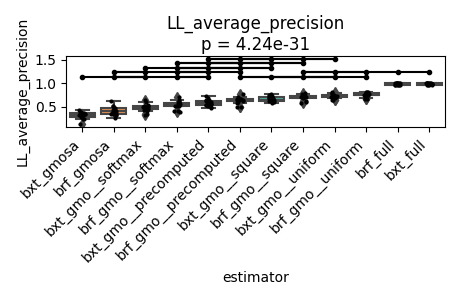 LL_average_precision
p = 4.24e-31
LL_average_precision
1.5
1.0
0.5
bxt_gmosa
brf_gmosa
bxt_gmo__softmax
brf_gmo__softmax
bxt_gmo__precomputed
brf_gmo__precomputed
bxt_gmo__square
brf_gmo__square
bxt_gmo__uniform
brf_gmo__uniform
brf_full
bxt_full
estimator